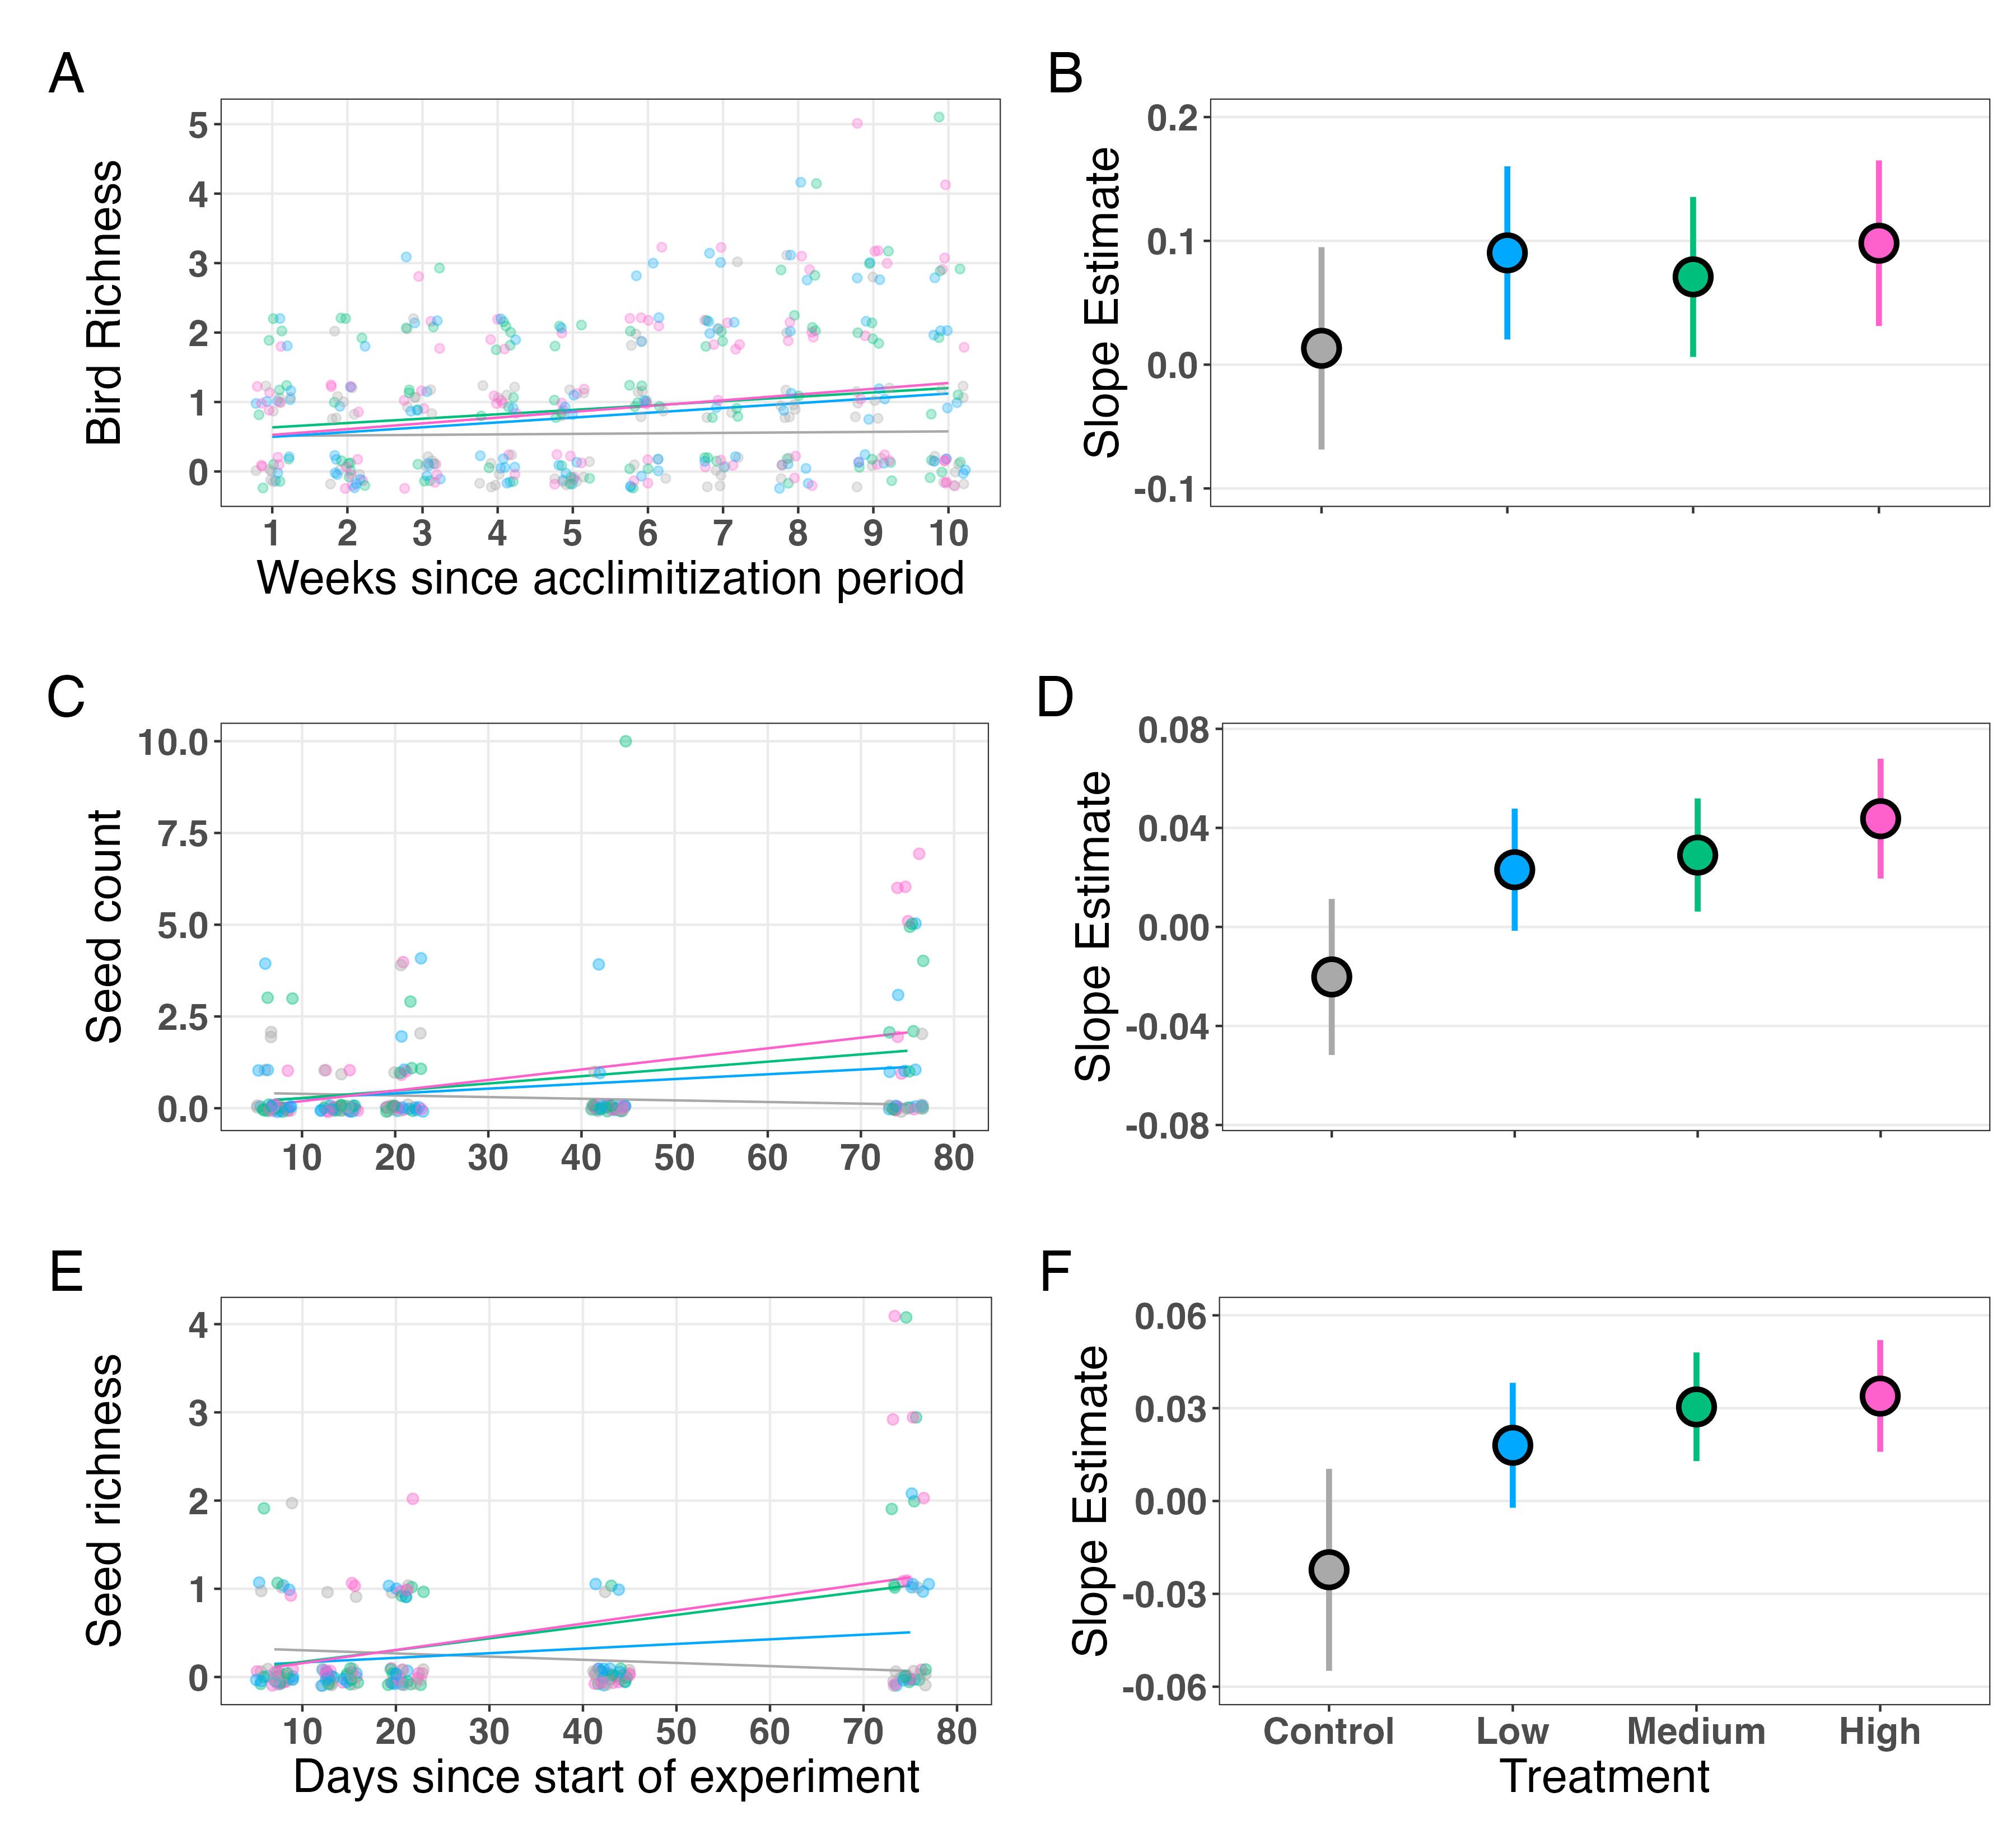 A
Bird Richness
5
4
3
2
1
0
1 2 3 4 5 6 7 8 9 10
Weeks since acclimitization period
B
Slope Estimate
0.2
0.1
0.0
-0.1
C
Seed count
10.0
7.5
5.0
2.5
0.0
10 20 30 40 50 60 70 80
D
Slope Estimate
0.08
0.04
0.00
-0.04
-0.08
E
Seed richness
4
3
2
1
0
10 20 30 40 50 60 70 80
Days since start of experiment
F
Slope Estimate
0.06
0.03
0.00
-0.03
-0.06
Control Low Medium High
Treatment